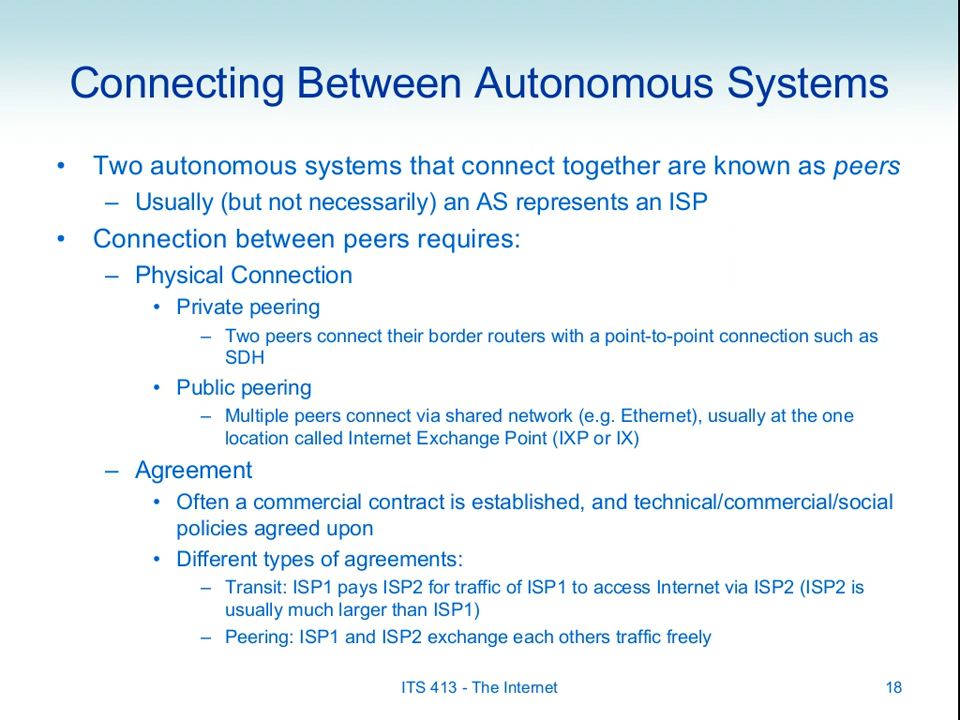 Connecting Between Autonomous Systems
• Two autonomous systems that connect together are known as peers
– Usually (but not necessarily) an AS represents an ISP
• Connection between peers requires:
– Physical Connection
• Private peering
– Two peers connect their border routers with a point-to-point connection such as
SDH
• Public peering
– Multiple peers connect via shared network (e.g. Ethernet), usually at the one
location called Internet Exchange Point (IXP or IX)
– Agreement
• Often a commercial contract is established, and technical/commercial/social
policies agreed upon
• Different types of agreements:
– Transit: ISP1 pays ISP2 for traffic of ISP1 to access Internet via ISP2 (ISP2 is
usually much larger than ISP1)
– Peering: ISP1 and ISP2 exchange each others traffic freely
ITS 413 - The Internet
18